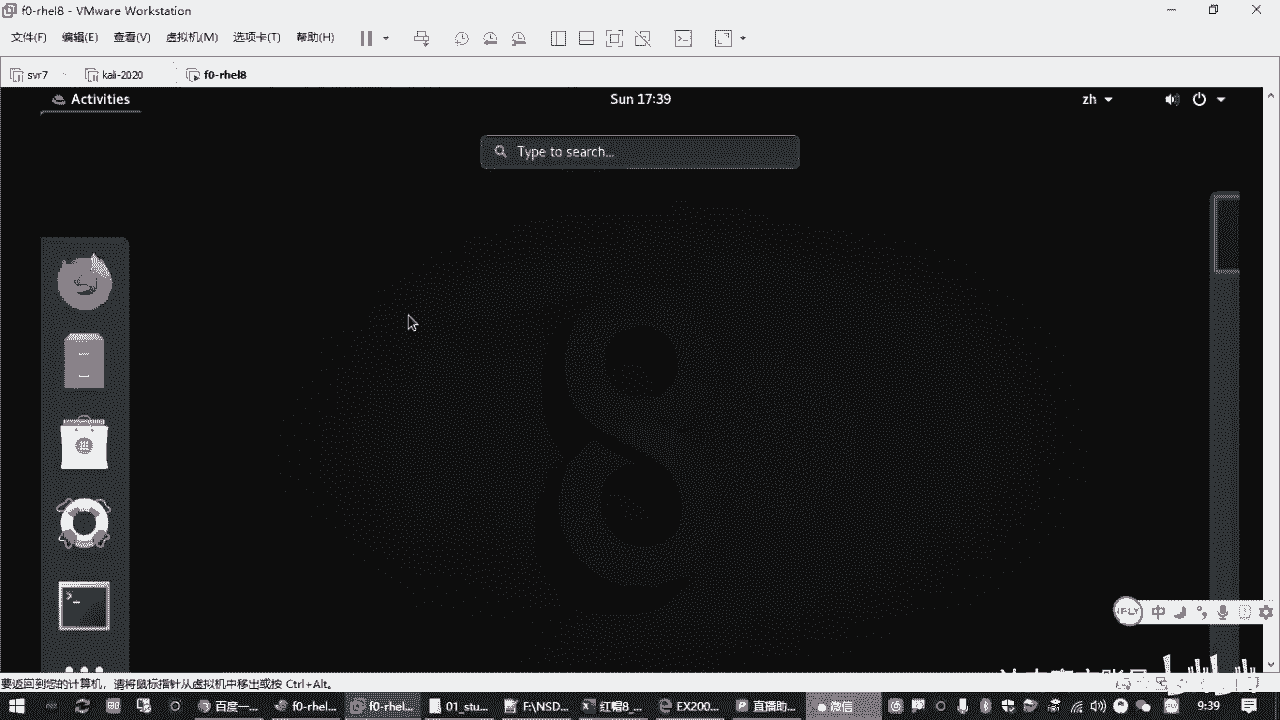 f0-rhel8 - VMware Workstation
文件(F) 编辑(E) 查看(V) 虚拟机(M) 选项卡(T) 帮助(H)
svr7 kali-2020 f0-rhel8
Activities Sun 17:39 zh
Type to search...
iFLY 中
要返回到您的计算机，请将鼠标指针从虚拟机中移出或按 Ctrl+Alt。
百度一... f0-rhel... f0-rhel... 01_stu... F:\NSD... 红帽8_... EX200... 直播助... 微信 9:39